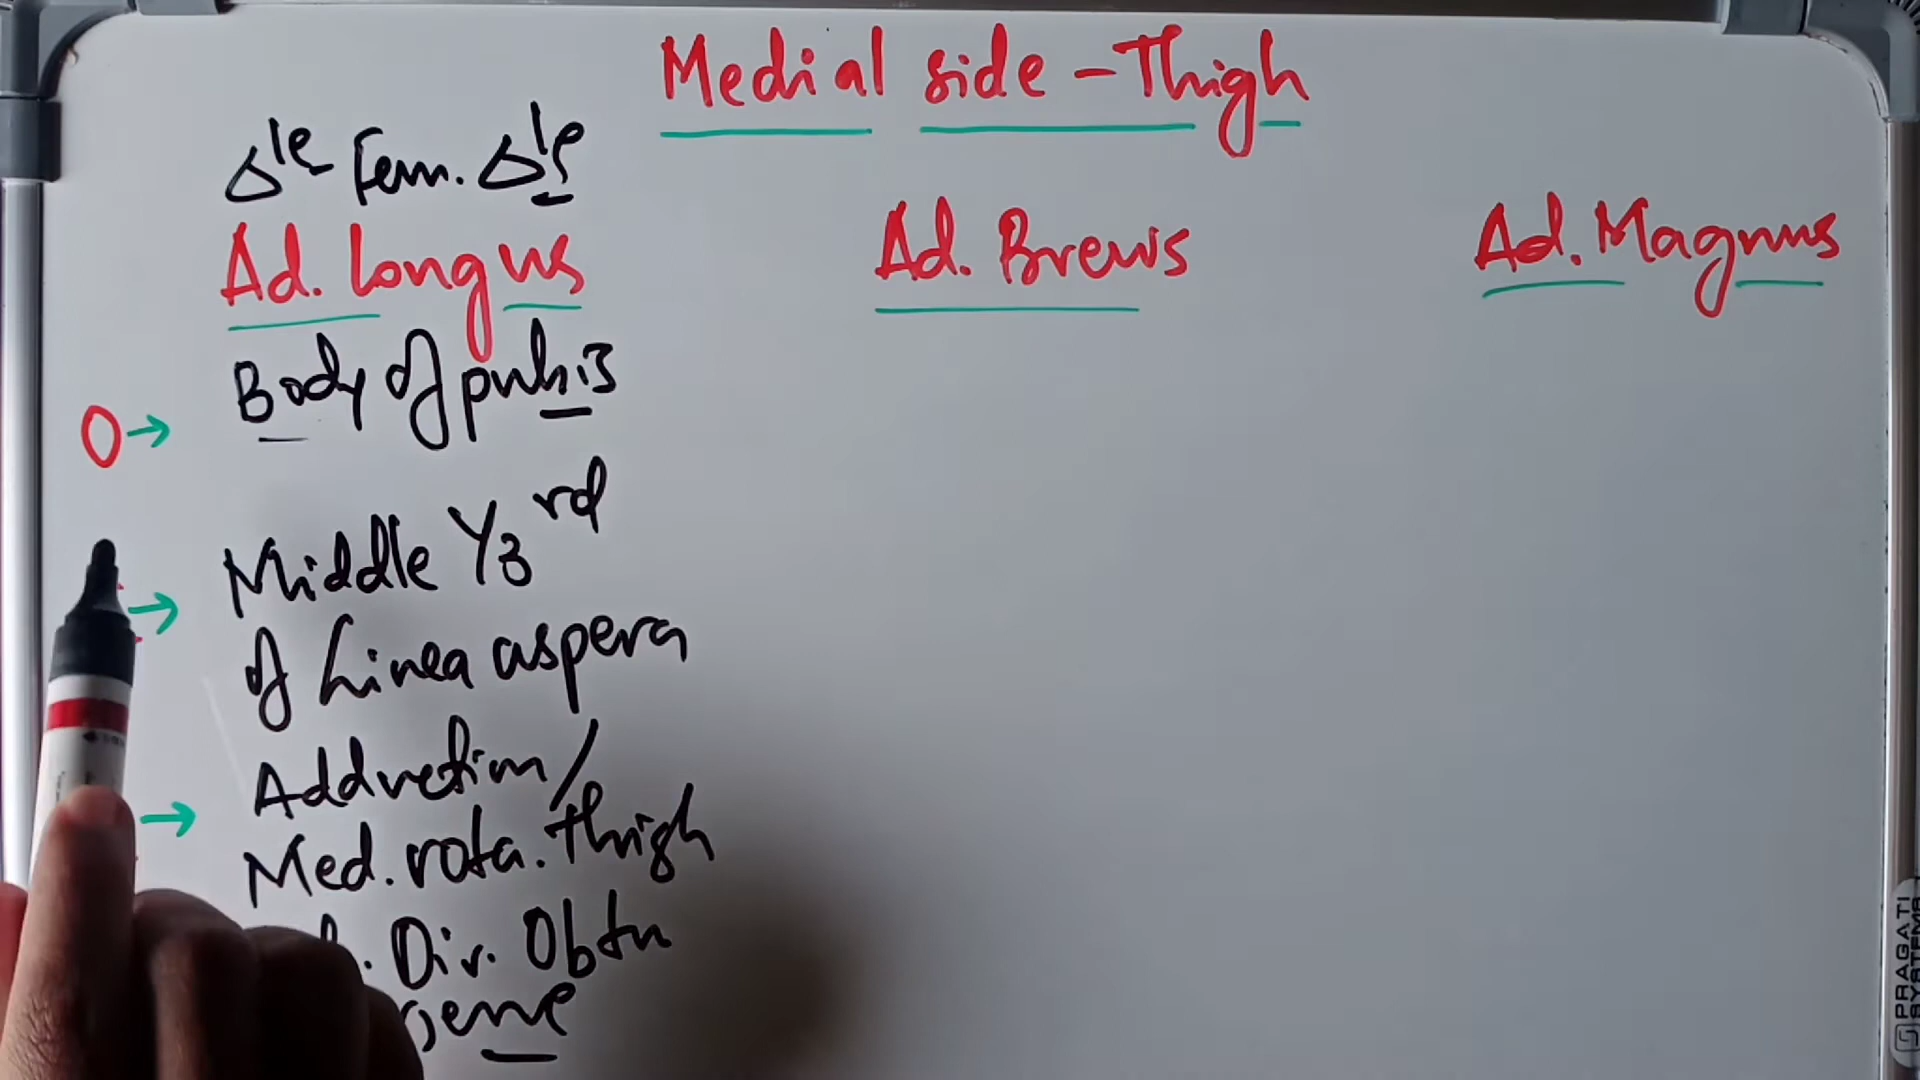 Medial side - Thigh
Δle Fem. Δle
Ad. longus
Ad. Brevis
Ad. Magnus
O → Body of pubis
→ Middle 1/3rd
of Linea aspera
→ Adduction/
Med. rota. thigh
Div. Obtu
PRAGATI
SYSTEMS